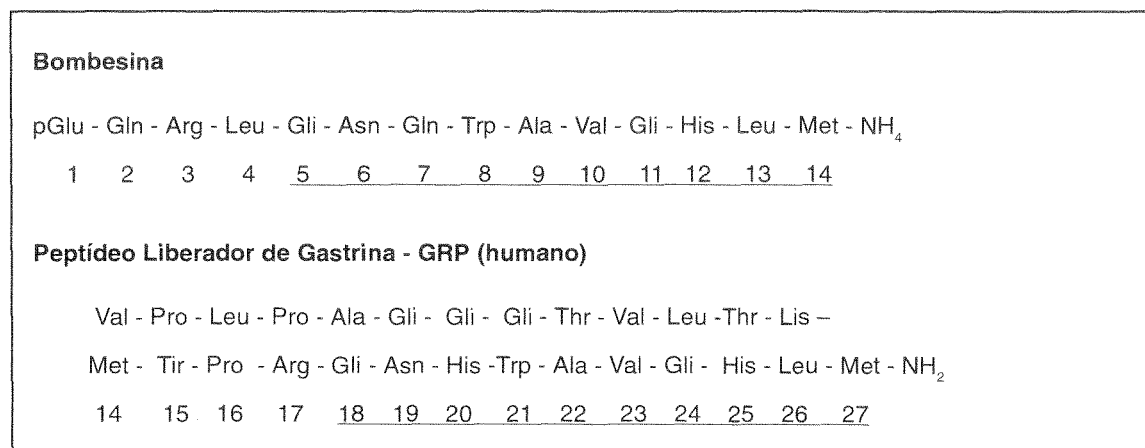 Bombesina
pGlu - Gln - Arg - Leu - Gli - Asn - Gln - Trp - Ala - Val - Gli - His - Leu - Met - NH₄
1 2 3 4 5 6 7 8 9 10 11 12 13 14
Peptídeo Liberador de Gastrina - GRP (humano)
Val - Pro - Leu - Pro - Ala - Gli - Gli - Gli - Thr - Val - Leu -Thr - Lis –
Met - Tir - Pro - Arg - Gli - Asn - His -Trp - Ala - Val - Gli - His - Leu - Met - NH₂
14 15 16 17 18 19 20 21 22 23 24 25 26 27